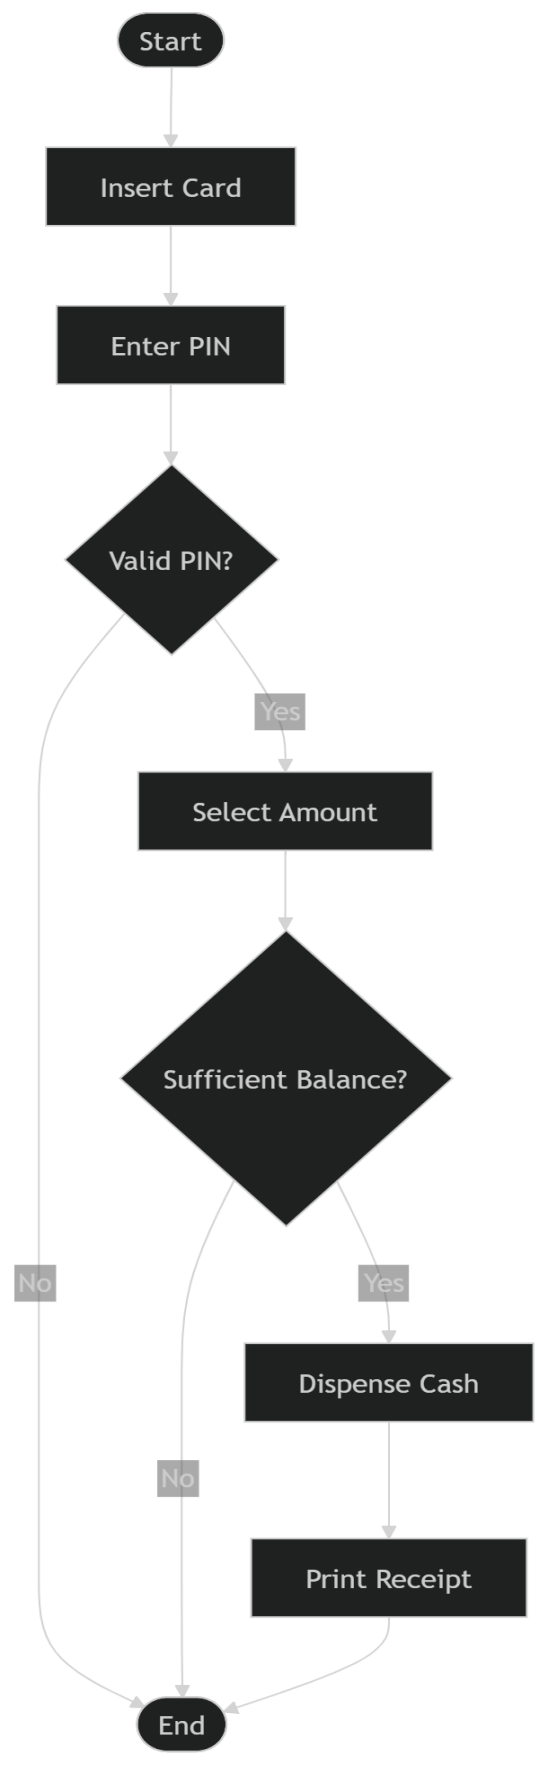 Start
Insert Card
Enter PIN
Valid PIN?
Yes
Select Amount
Sufficient Balance?
No
Yes
Dispense Cash
No
Print Receipt
End